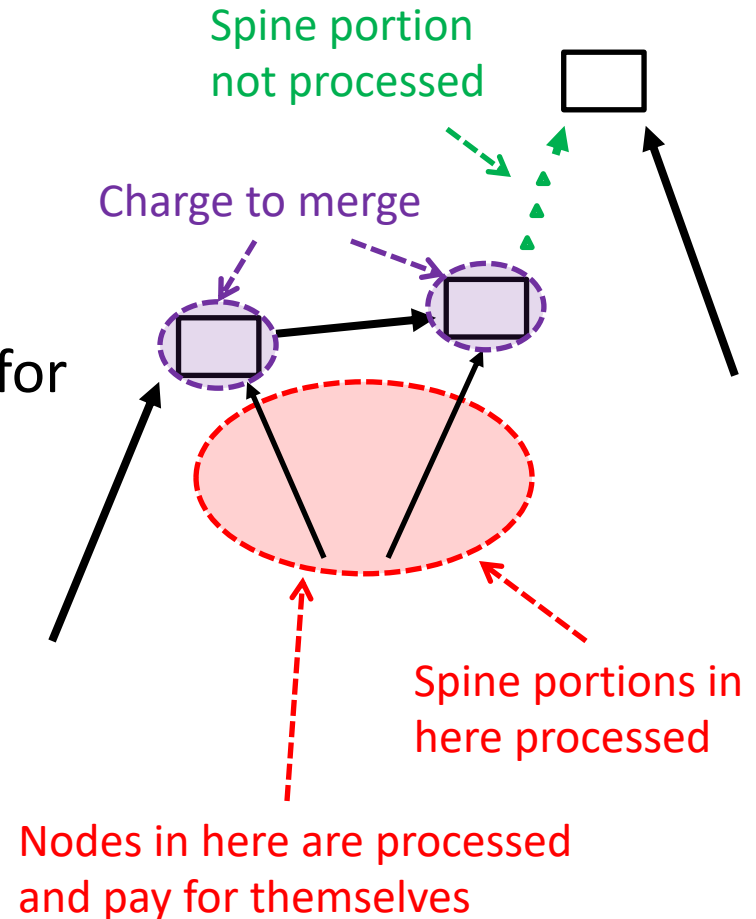 Spine portion
not processed
Charge to merge
for
Spine portions in
here processed
Nodes in here are processed
and pay for themselves